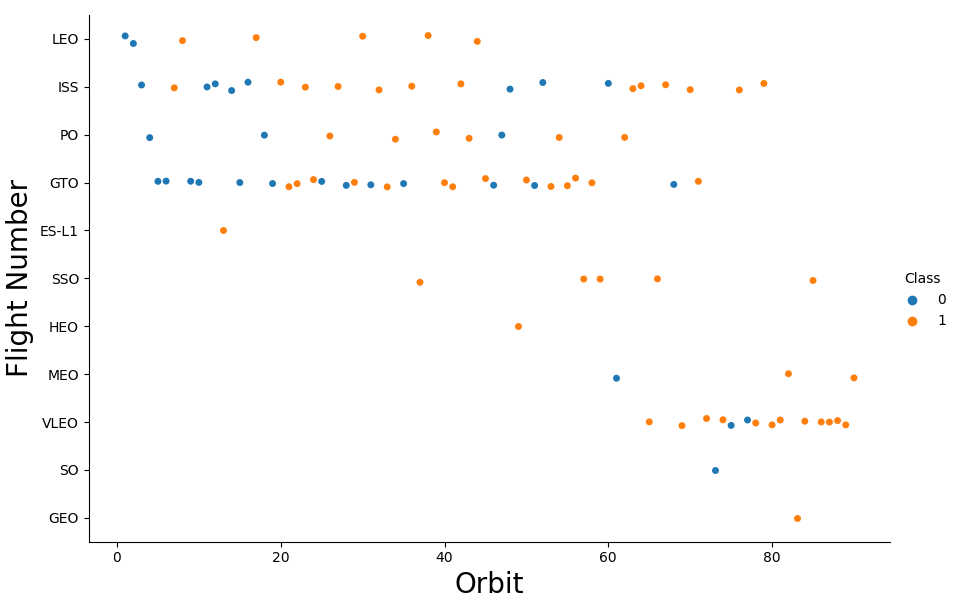 LEO
ISS
PO
GTO
ES-L1
SSO
HEO
MEO
VLEO
SO
GEO
Flight Number
0
20
40
60
80
Orbit
Class
0
1